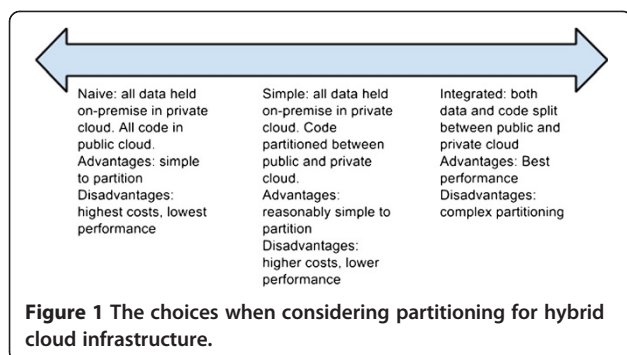 Naive: all data held
on-premise in private
cloud. All code in
public cloud.
Advantages: simple
to partition
Disadvantages:
highest costs, lowest
performance
Simple: all data held
on-premise in private
cloud. Code
partitioned between
public and private
cloud.
Advantages:
reasonably simple to
partition
Disadvantages:
higher costs, lower
performance
Integrated: both
data and code split
between public and
private cloud
Advantages: Best
performance
Disadvantages:
complex partitioning
Figure 1 The choices when considering partitioning for hybrid
cloud infrastructure.